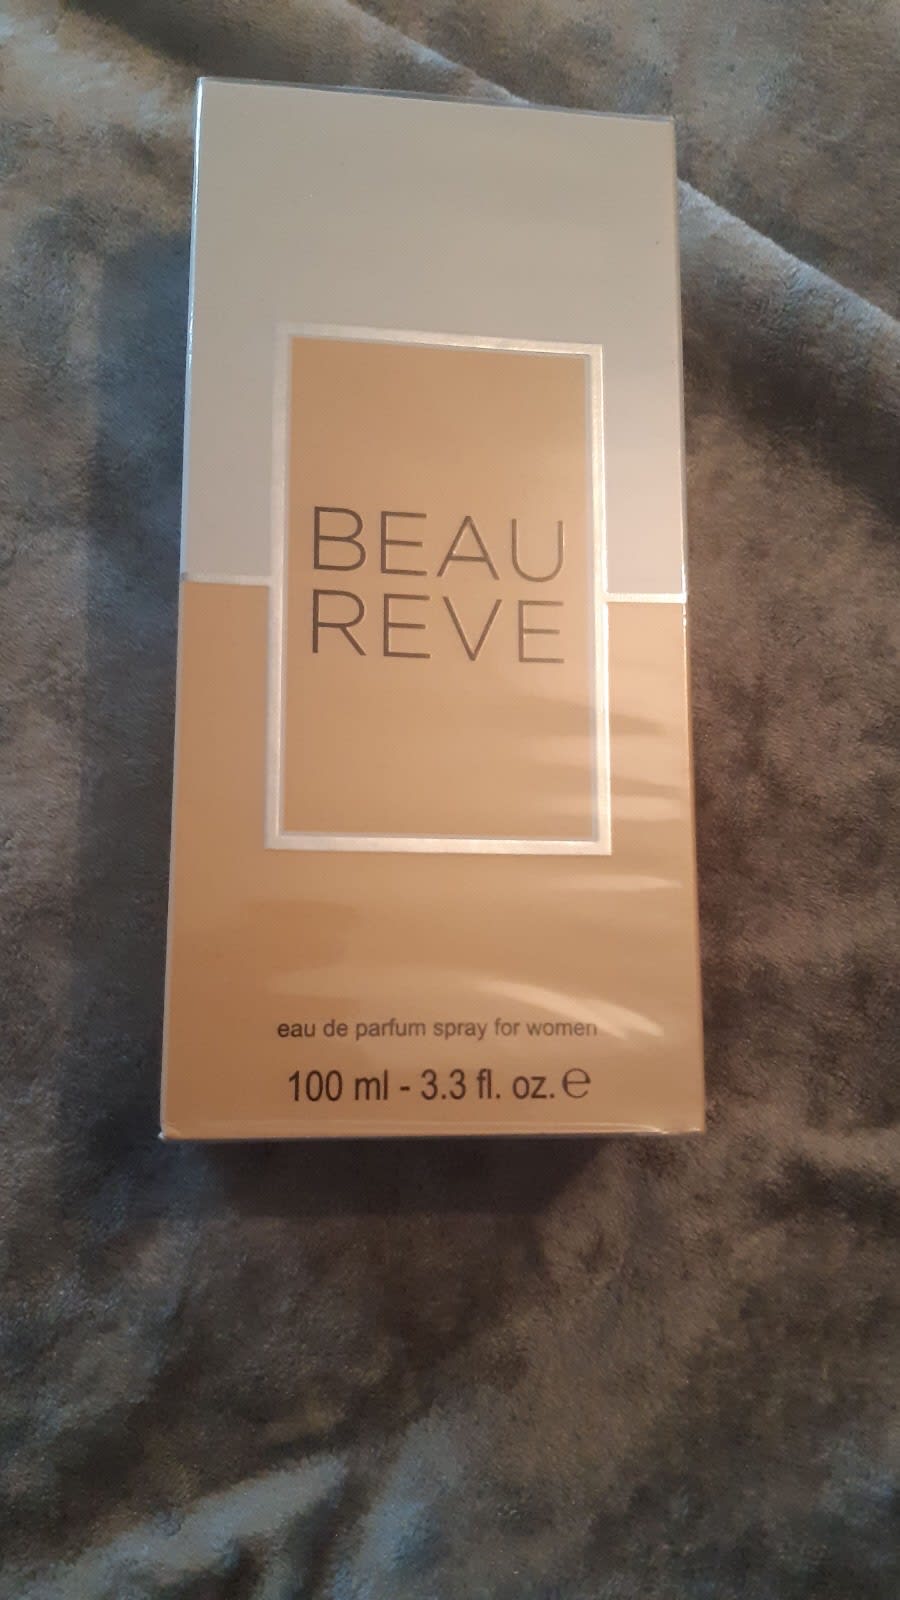 BEAU
REVE
eau de parfum spray for women
100 ml - 3.3 fl. oz. ℮